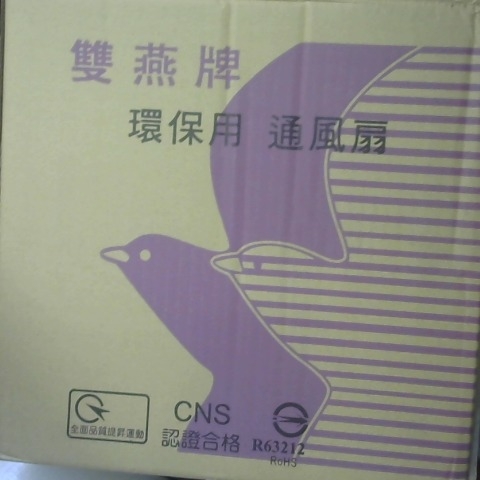 雙燕牌
環保用 通風扇
全面品質提昇運動
CNS
認證合格
R63212
RoHS